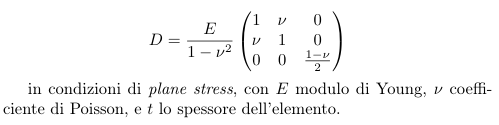 D = \frac{E}{1 - \nu^2} \begin{pmatrix} 1 & \nu & 0 \\ \nu & 1 & 0 \\ 0 & 0 & \frac{1-\nu}{2} \end{pmatrix}
in condizioni di plane stress, con E modulo di Young, ν coeffi-
ciente di Poisson, e t lo spessore dell'elemento.